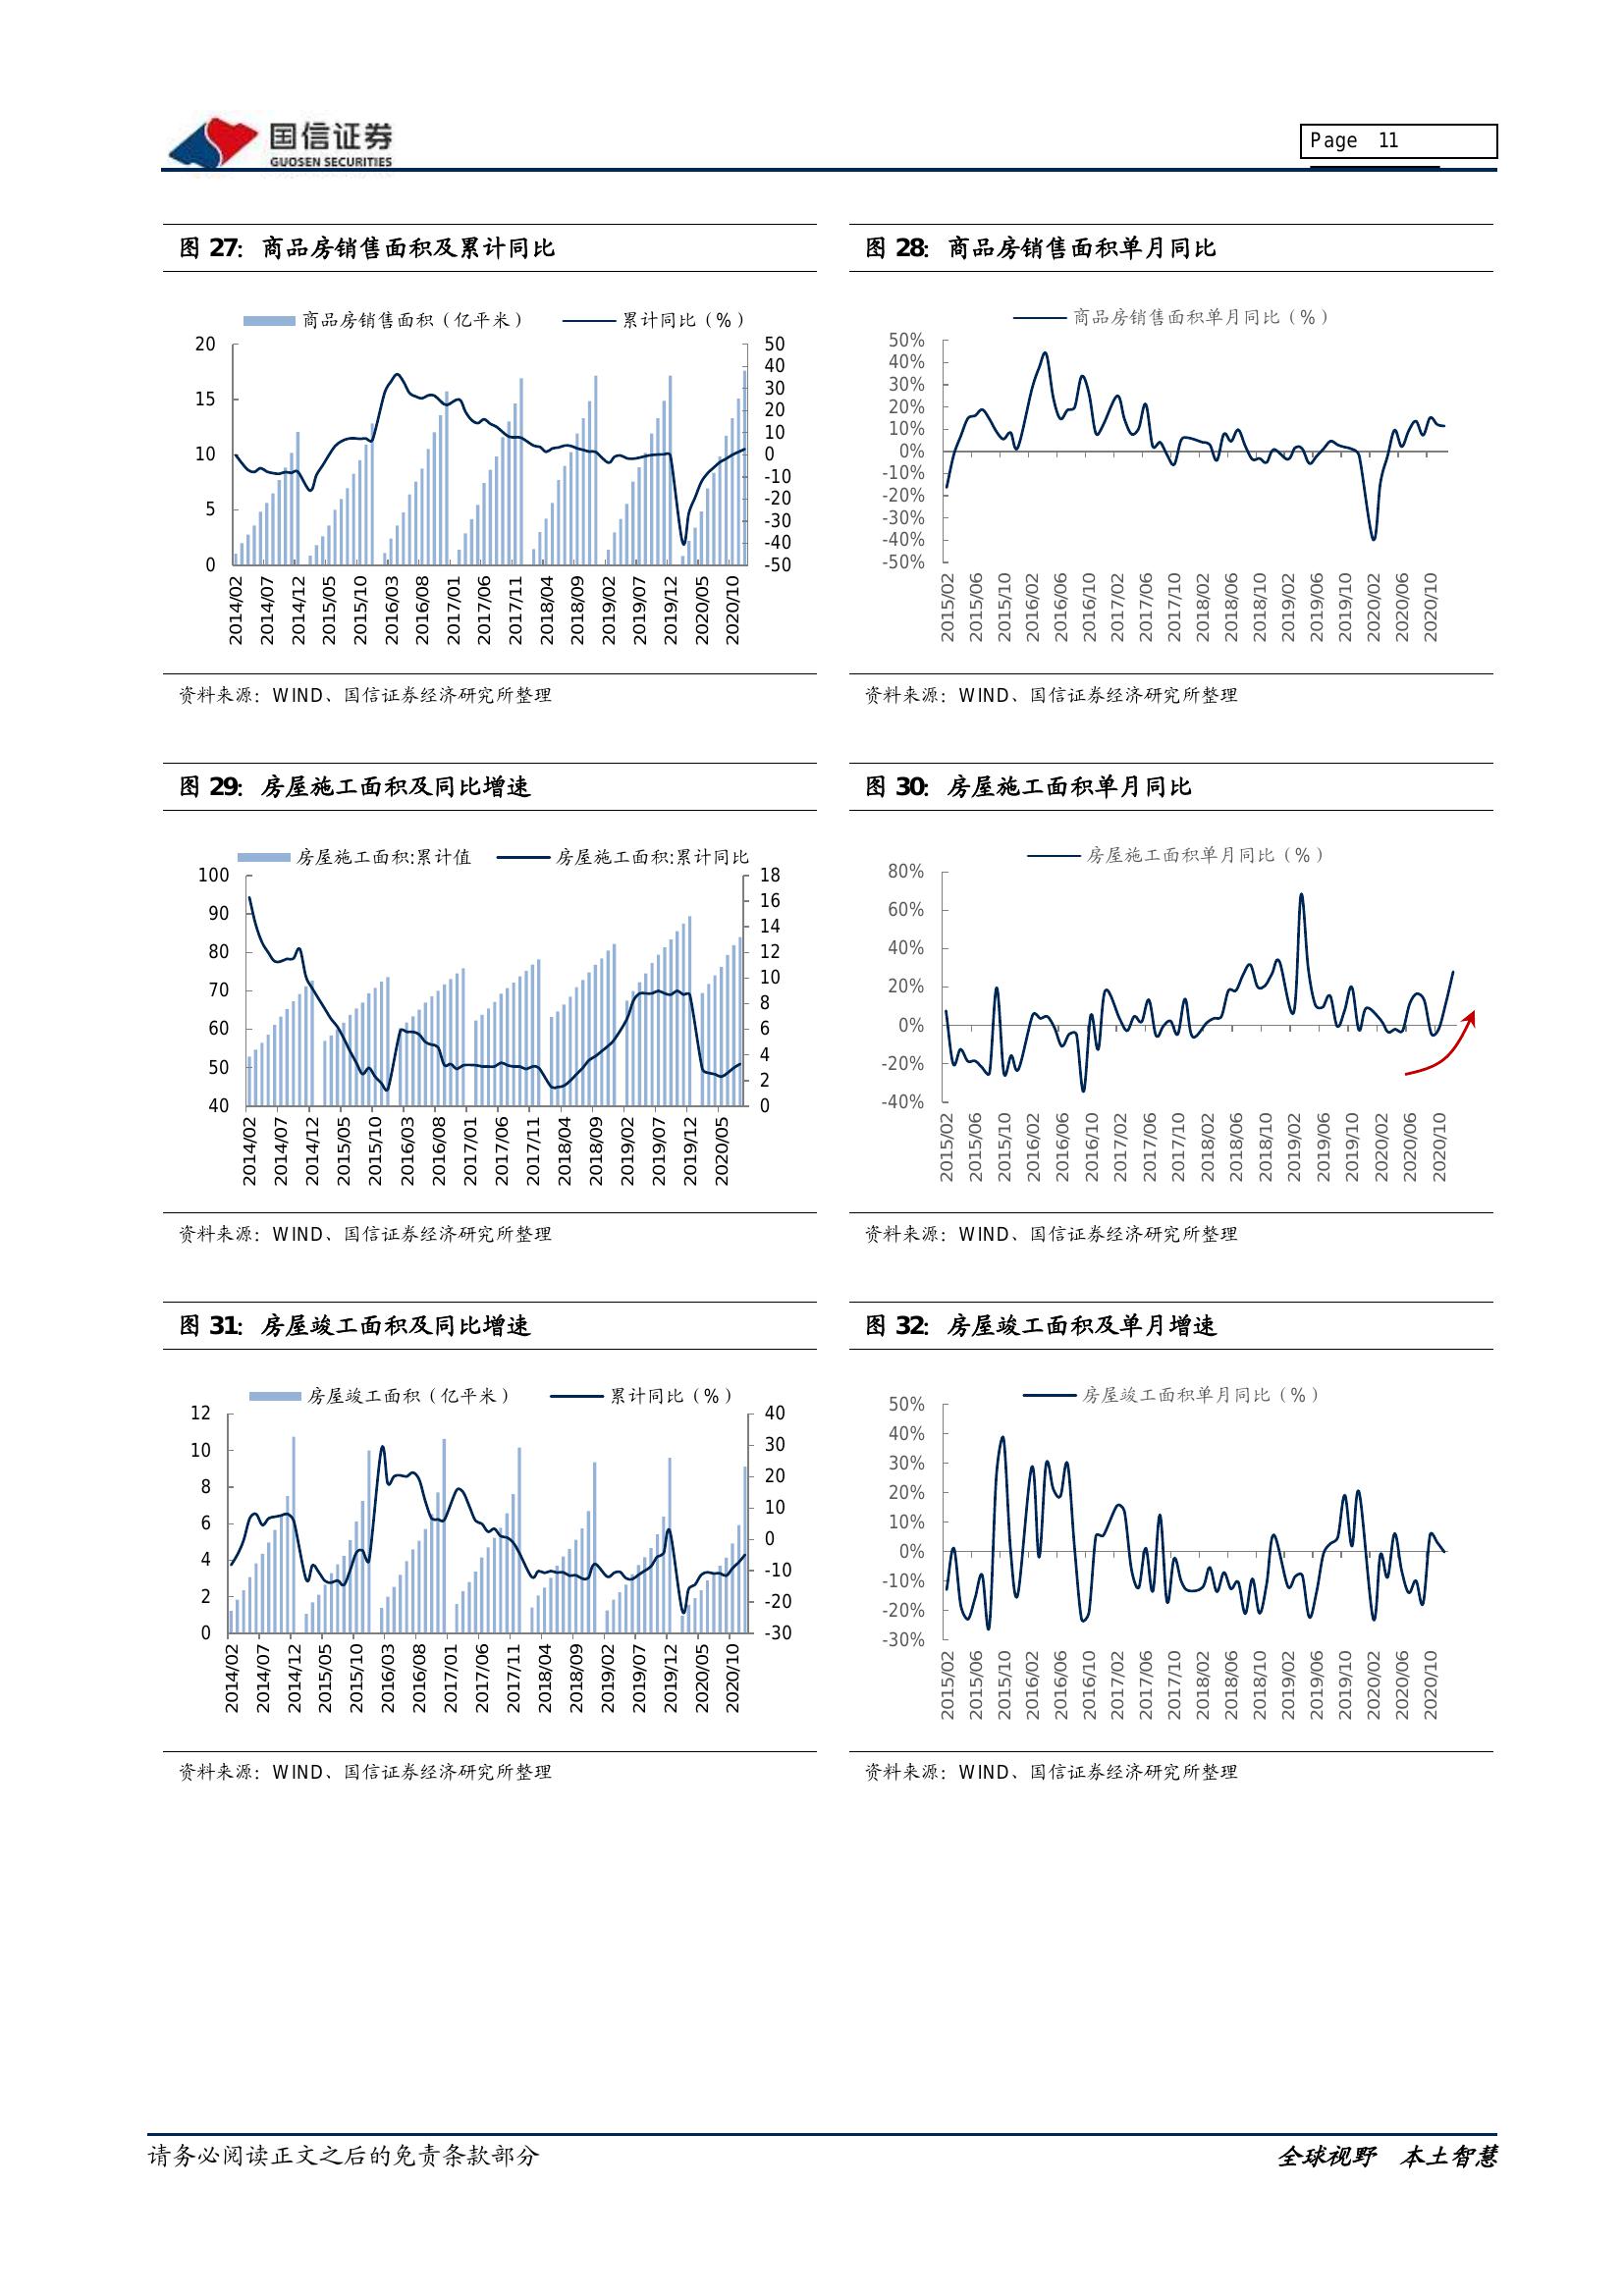 国信证券
GUOSEN SECURITIES
Page 11
图 27: 商品房销售面积及累计同比
商品房销售面积（亿平米） 累计同比（%）
20
15
10
5
0
50
40
30
20
10
0
-10
-20
-30
-40
-50
2014/02 2014/07 2014/12 2015/05 2015/10 2016/03 2016/08 2017/01 2017/06 2017/11 2018/04 2018/09 2019/02 2019/07 2019/12 2020/05 2020/10
资料来源: WIND、国信证券经济研究所整理
图 28: 商品房销售面积单月同比
商品房销售面积单月同比（%）
50%
40%
30%
20%
10%
0%
-10%
-20%
-30%
-40%
-50%
2015/02 2015/06 2015/10 2016/02 2016/06 2016/10 2017/02 2017/06 2017/10 2018/02 2018/06 2018/10 2019/02 2019/06 2019/10 2020/02 2020/06 2020/10
资料来源: WIND、国信证券经济研究所整理
图 29: 房屋施工面积及同比增速
房屋施工面积:累计值 房屋施工面积:累计同比
100
90
80
70
60
50
40
18
16
14
12
10
8
6
4
2
0
2014/02 2014/07 2014/12 2015/05 2015/10 2016/03 2016/08 2017/01 2017/06 2017/11 2018/04 2018/09 2019/02 2019/07 2019/12 2020/05
资料来源: WIND、国信证券经济研究所整理
图 30: 房屋施工面积单月同比
房屋施工面积单月同比（%）
80%
60%
40%
20%
0%
-20%
-40%
2015/02 2015/06 2015/10 2016/02 2016/06 2016/10 2017/02 2017/06 2017/10 2018/02 2018/06 2018/10 2019/02 2019/06 2019/10 2020/02 2020/06 2020/10
资料来源: WIND、国信证券经济研究所整理
图 31: 房屋竣工面积及同比增速
房屋竣工面积（亿平米） 累计同比（%）
12
10
8
6
4
2
0
40
30
20
10
0
-10
-20
-30
2014/02 2014/07 2014/12 2015/05 2015/10 2016/03 2016/08 2017/01 2017/06 2017/11 2018/04 2018/09 2019/02 2019/07 2019/12 2020/05 2020/10
资料来源: WIND、国信证券经济研究所整理
图 32: 房屋竣工面积及单月增速
房屋竣工面积单月同比（%）
50%
40%
30%
20%
10%
0%
-10%
-20%
-30%
2015/02 2015/06 2015/10 2016/02 2016/06 2016/10 2017/02 2017/06 2017/10 2018/02 2018/06 2018/10 2019/02 2019/06 2019/10 2020/02 2020/06 2020/10
资料来源: WIND、国信证券经济研究所整理
请务必阅读正文之后的免责条款部分
全球视野 本土智慧